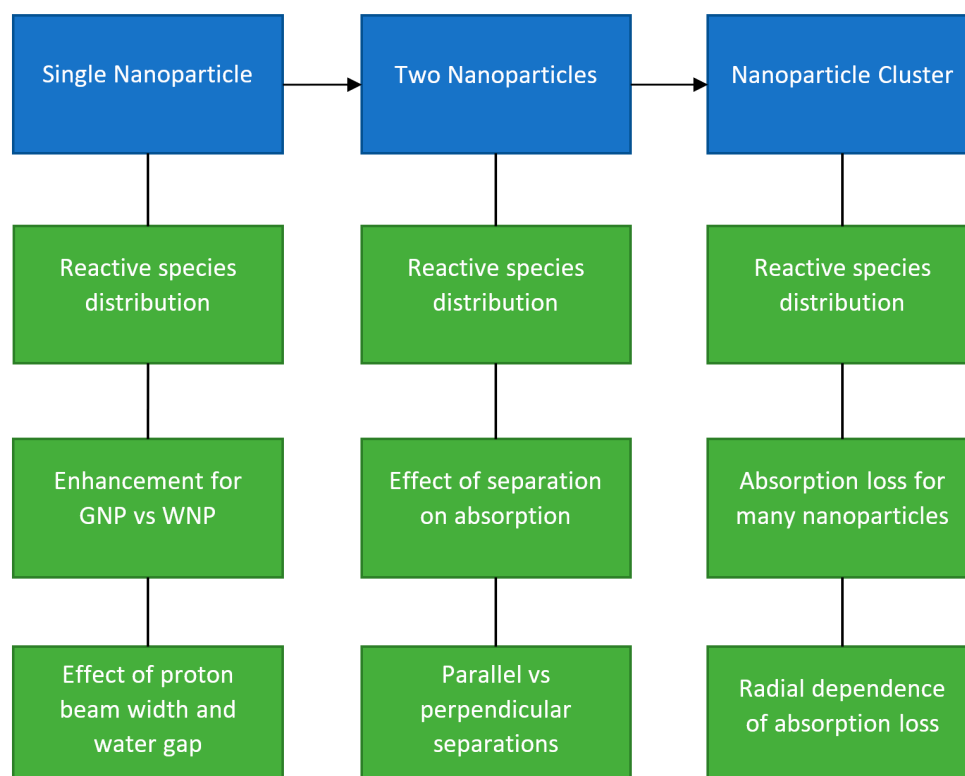 Single Nanoparticle
Two Nanoparticles
Nanoparticle Cluster
Reactive species
distribution
Reactive species
distribution
Reactive species
distribution
Enhancement for
GNP vs WNP
Effect of separation
on absorption
Absorption loss for
many nanoparticles
Effect of proton
beam width and
water gap
Parallel vs
perpendicular
separations
Radial dependence
of absorption loss